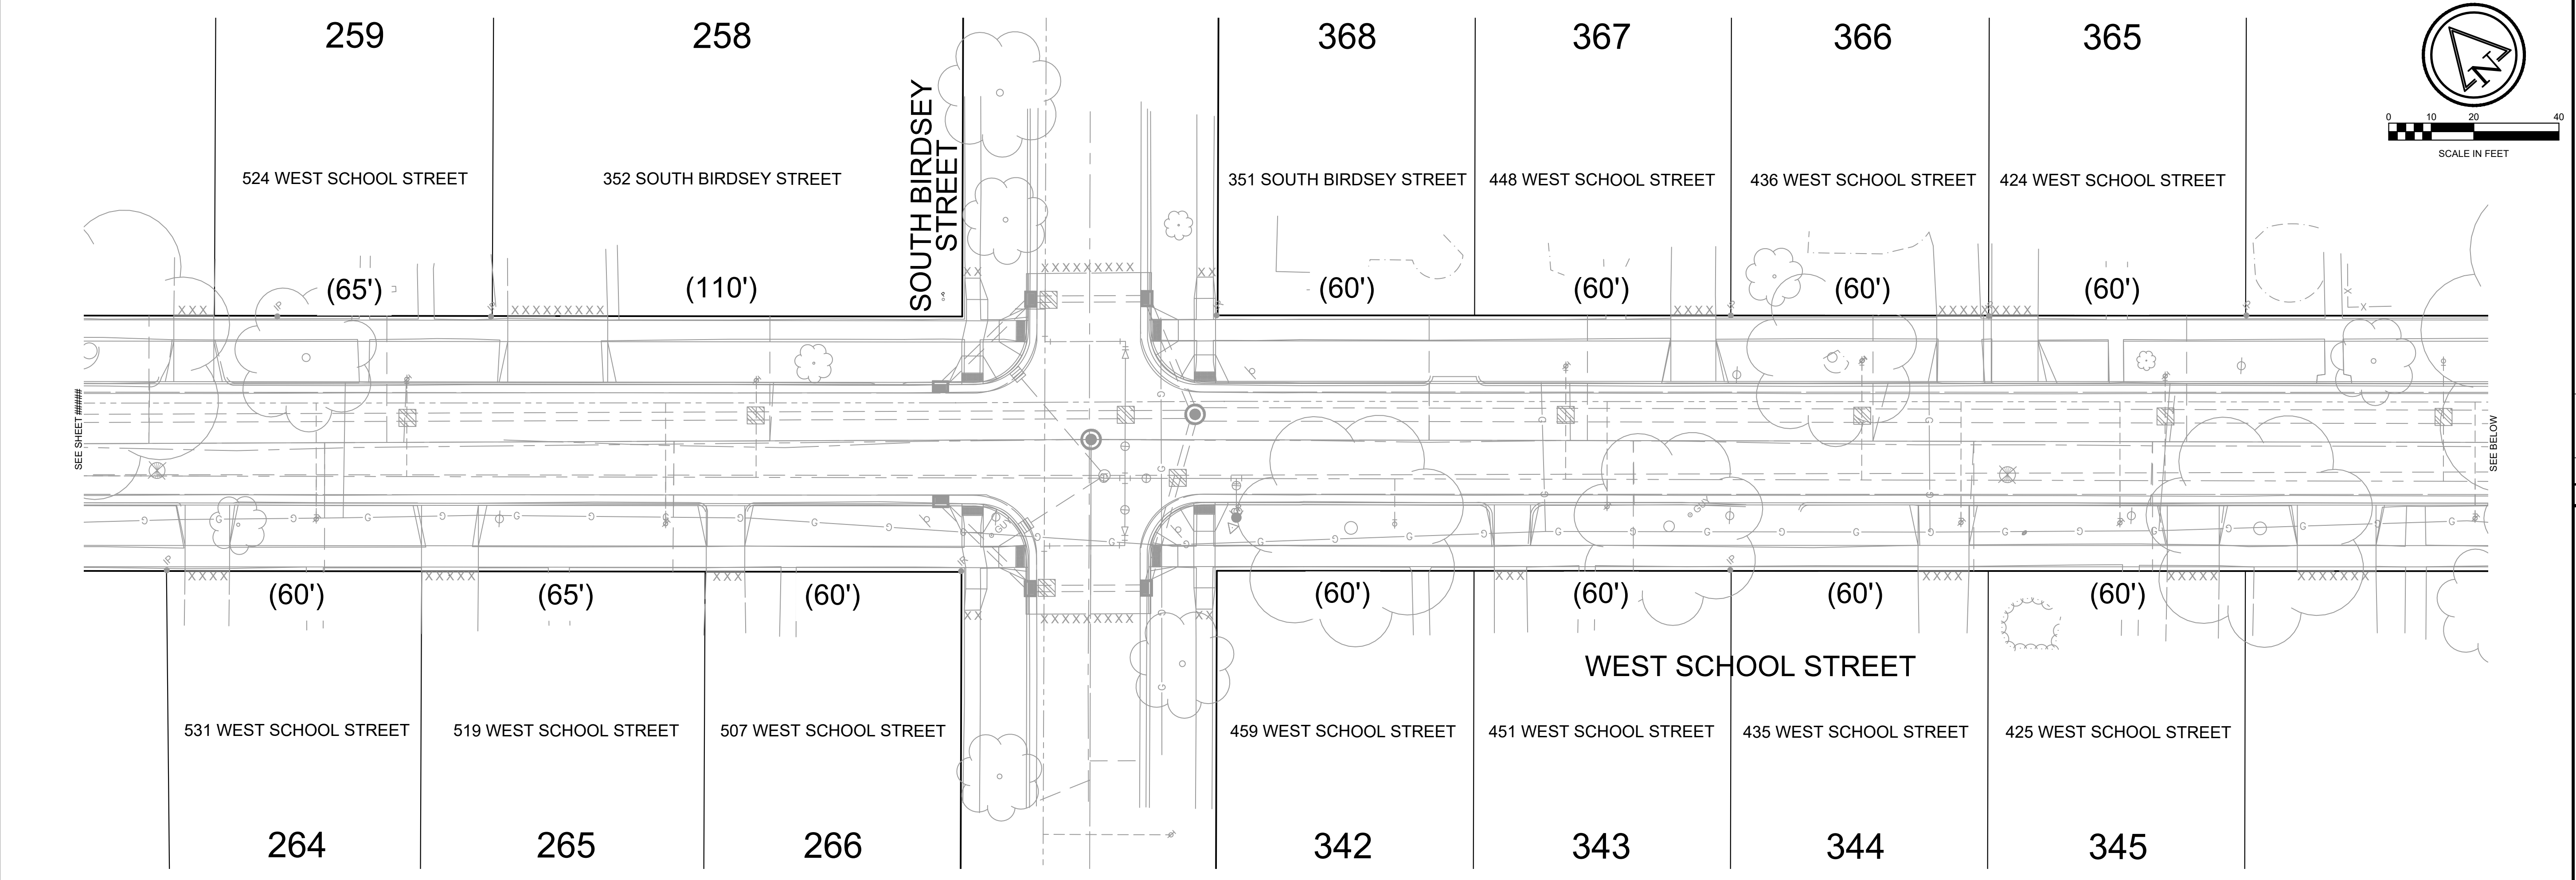 259
258
368
367
366
365
N
0 10 20 40
SCALE IN FEET
SOUTH BIRDSEY
STREET
524 WEST SCHOOL STREET
352 SOUTH BIRDSEY STREET
351 SOUTH BIRDSEY STREET
448 WEST SCHOOL STREET
436 WEST SCHOOL STREET
424 WEST SCHOOL STREET
(65')
(110')
(60')
(60')
(60')
(60')
SEE SHEET #####
SEE BELOW
(60')
(65')
(60')
(60')
(60')
(60')
(60')
WEST SCHOOL STREET
531 WEST SCHOOL STREET
519 WEST SCHOOL STREET
507 WEST SCHOOL STREET
459 WEST SCHOOL STREET
451 WEST SCHOOL STREET
435 WEST SCHOOL STREET
425 WEST SCHOOL STREET
264
265
266
342
343
344
345